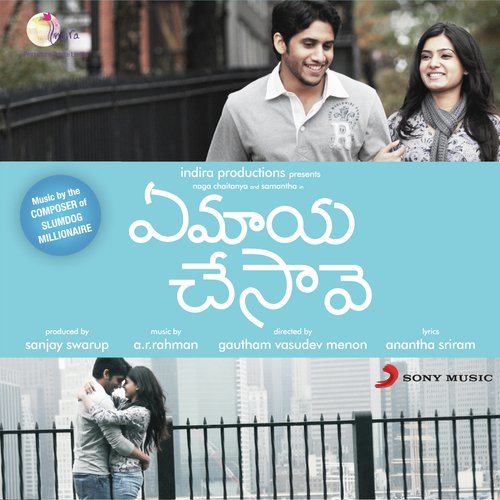 Indira
indira productions presents
naga chaitanya and samantha in
Music by the
COMPOSER of
SLUMDOG
MILLIONAIRE
ఏమాయ
చేసావె
produced by
sanjay swarup
music by
a.r.rahman
directed by
gautham vasudev menon
lyrics
anantha sriram
SONY MUSIC